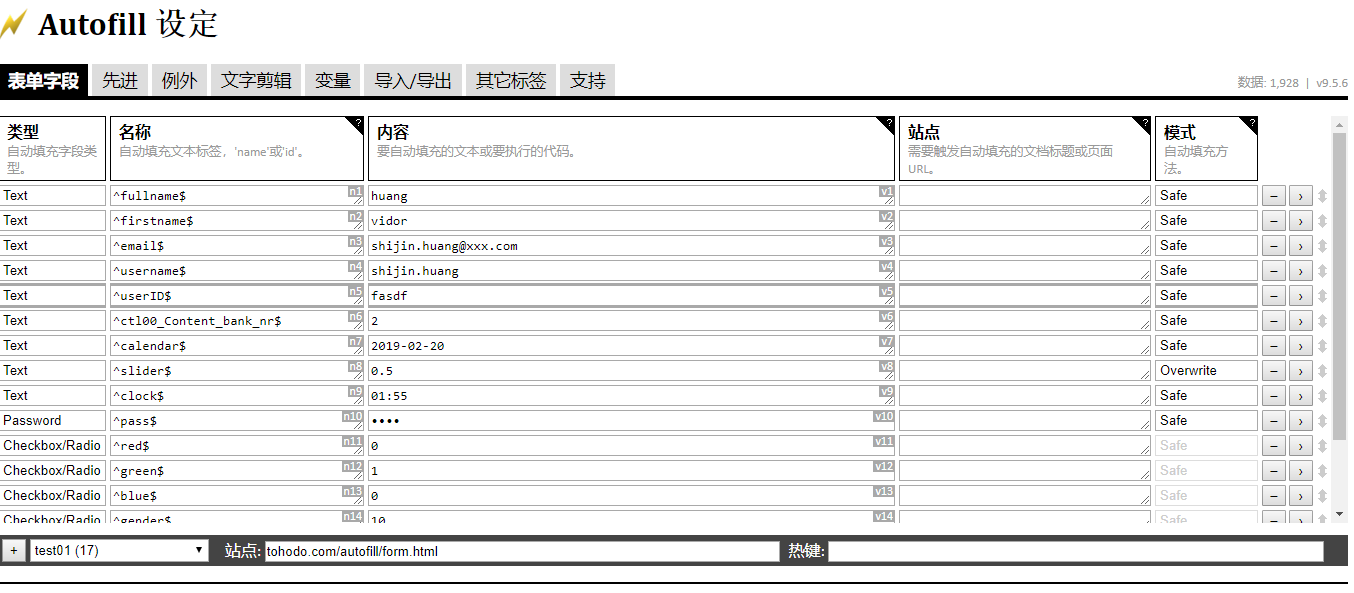 Autofill 设定
表单字段 先进 例外 文字剪辑 变量 导入/导出 其它标签 支持 数据: 1,928 | v9.5.6
类型 名称 ? 内容 ? 站点 ? 模式 ?
自动填充字段类 自动填充文本标签，'name'或'id'。 要自动填充的文本或要执行的代码。 需要触发自动填充的文档标题或页面 自动填充方
型。 URL。 法。
Text ^fullname$ n1 huang v1 Safe – ›
Text ^firstname$ n2 vidor v2 Safe – ›
Text ^email$ n3 shijin.huang@xxx.com v3 Safe – ›
Text ^username$ n4 shijin.huang v4 Safe – ›
Text ^userID$ n5 fasdf v5 Safe – ›
Text ^ctl00_Content_bank_nr$ n6 2 v6 Safe – ›
Text ^calendar$ n7 2019-02-20 v7 Safe – ›
Text ^slider$ n8 0.5 v8 Overwrite – ›
Text ^clock$ n9 01:55 v9 Safe – ›
Password ^pass$ n10 •••• v10 Safe – ›
Checkbox/Radio ^red$ n11 0 v11 Safe – ›
Checkbox/Radio ^green$ n12 1 v12 Safe – ›
Checkbox/Radio ^blue$ n13 0 v13 Safe – ›
Checkbox/Radio ^gender$ n14 10 v14 Safe – ›
+ test01 (17) 站点: tohodo.com/autofill/form.html 热键: